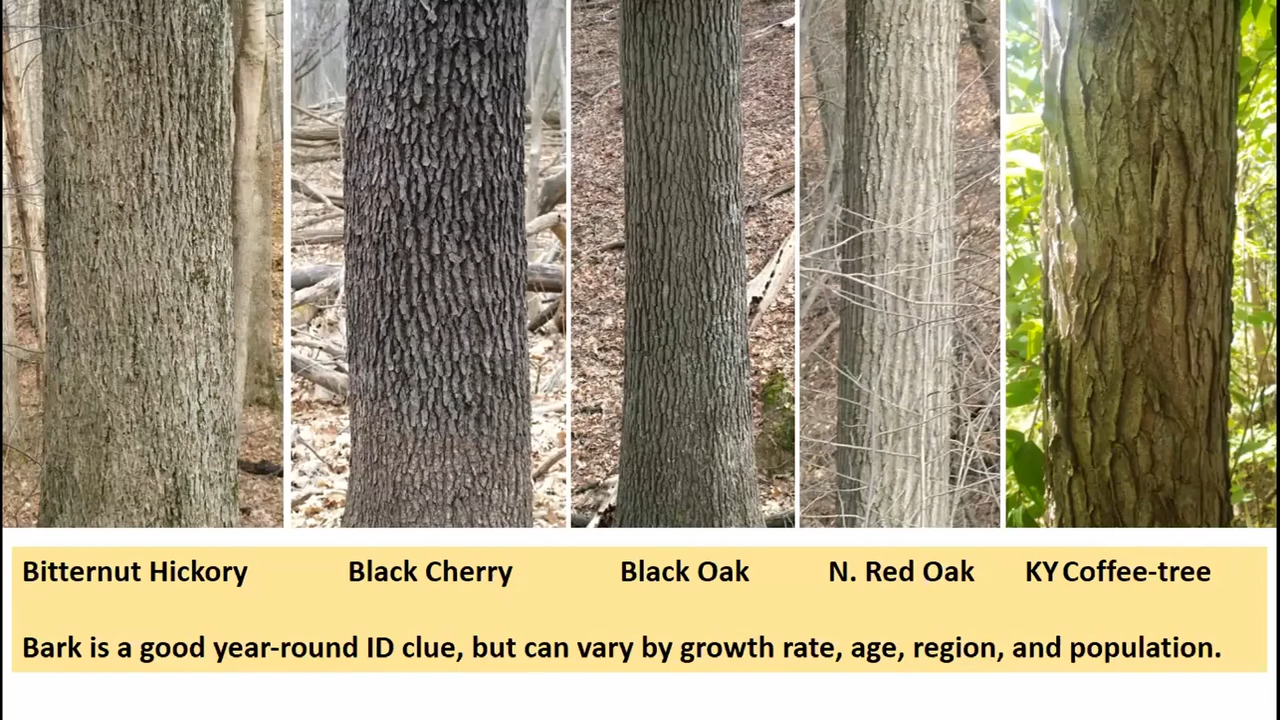 Bitternut Hickory Black Cherry Black Oak N. Red Oak KY Coffee-tree
Bark is a good year-round ID clue, but can vary by growth rate, age, region, and population.